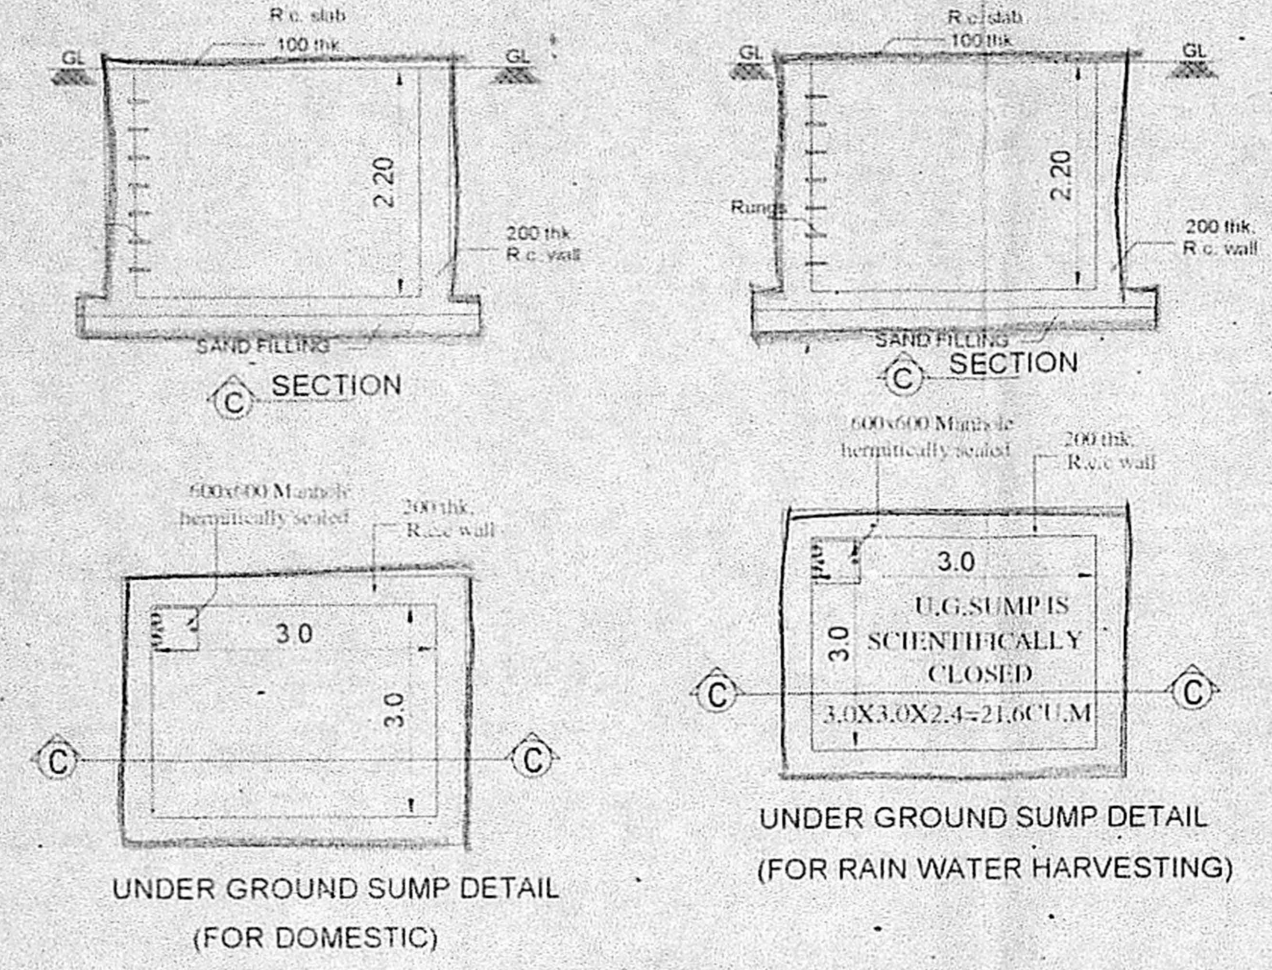 R.c. slab
100 thk
GL
GL
2.20
200 thk.
R.c. wall
SAND FILLING
C SECTION
600x600 Manhole
hermitically sealed
200 thk.
R.c.c wall
3.0
3.0
C
C
UNDER GROUND SUMP DETAIL
(FOR DOMESTIC)
R.c. slab
100 thk
GL
GL
2.20
Rungs
200 thk.
R.c. wall
SAND FILLING
C SECTION
600x600 Manhole
hermitically sealed
200 thk.
R.c.c wall
3.0
3.0
U.G.SUMP IS
SCIENTIFICALLY
CLOSED
C
C
3.0X3.0X2.4=21.6CU.M
UNDER GROUND SUMP DETAIL
(FOR RAIN WATER HARVESTING)